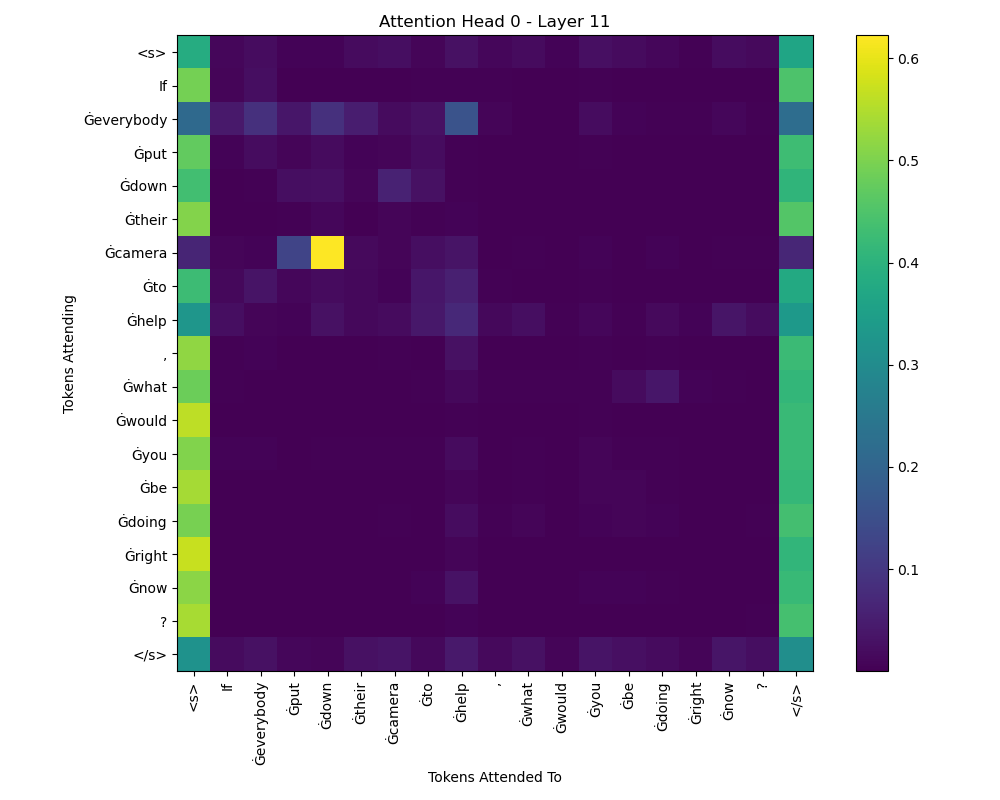 Attention Head 0 - Layer 11
<s>
If
Ġeverybody
Ġput
Ġdown
Ġtheir
Ġcamera
Ġto
Ġhelp
,
Ġwhat
Ġwould
Ġyou
Ġbe
Ġdoing
Ġright
Ġnow
?
</s>
Tokens Attending
<s>
If
Ġeverybody
Ġput
Ġdown
Ġtheir
Ġcamera
Ġto
Ġhelp
,
Ġwhat
Ġwould
Ġyou
Ġbe
Ġdoing
Ġright
Ġnow
?
</s>
Tokens Attended To
0.6
0.5
0.4
0.3
0.2
0.1